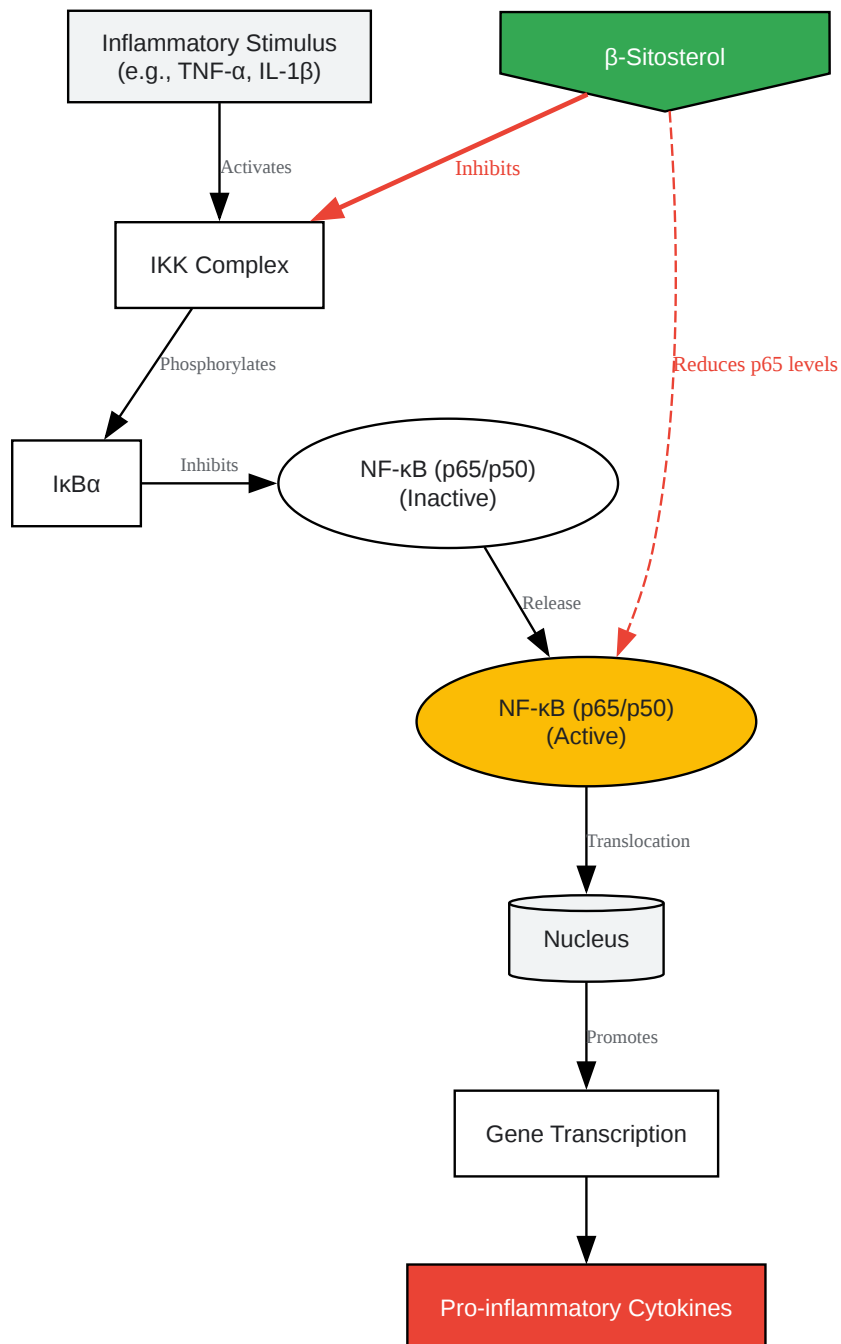 Inflammatory Stimulus
(e.g., TNF-α, IL-1β)
β-Sitosterol
Activates
Inhibits
IKK Complex
Phosphorylates
Reduces p65 levels
IκBα
Inhibits
NF-κB (p65/p50)
(Inactive)
Release
NF-κB (p65/p50)
(Active)
Translocation
Nucleus
Promotes
Gene Transcription
Pro-inflammatory Cytokines